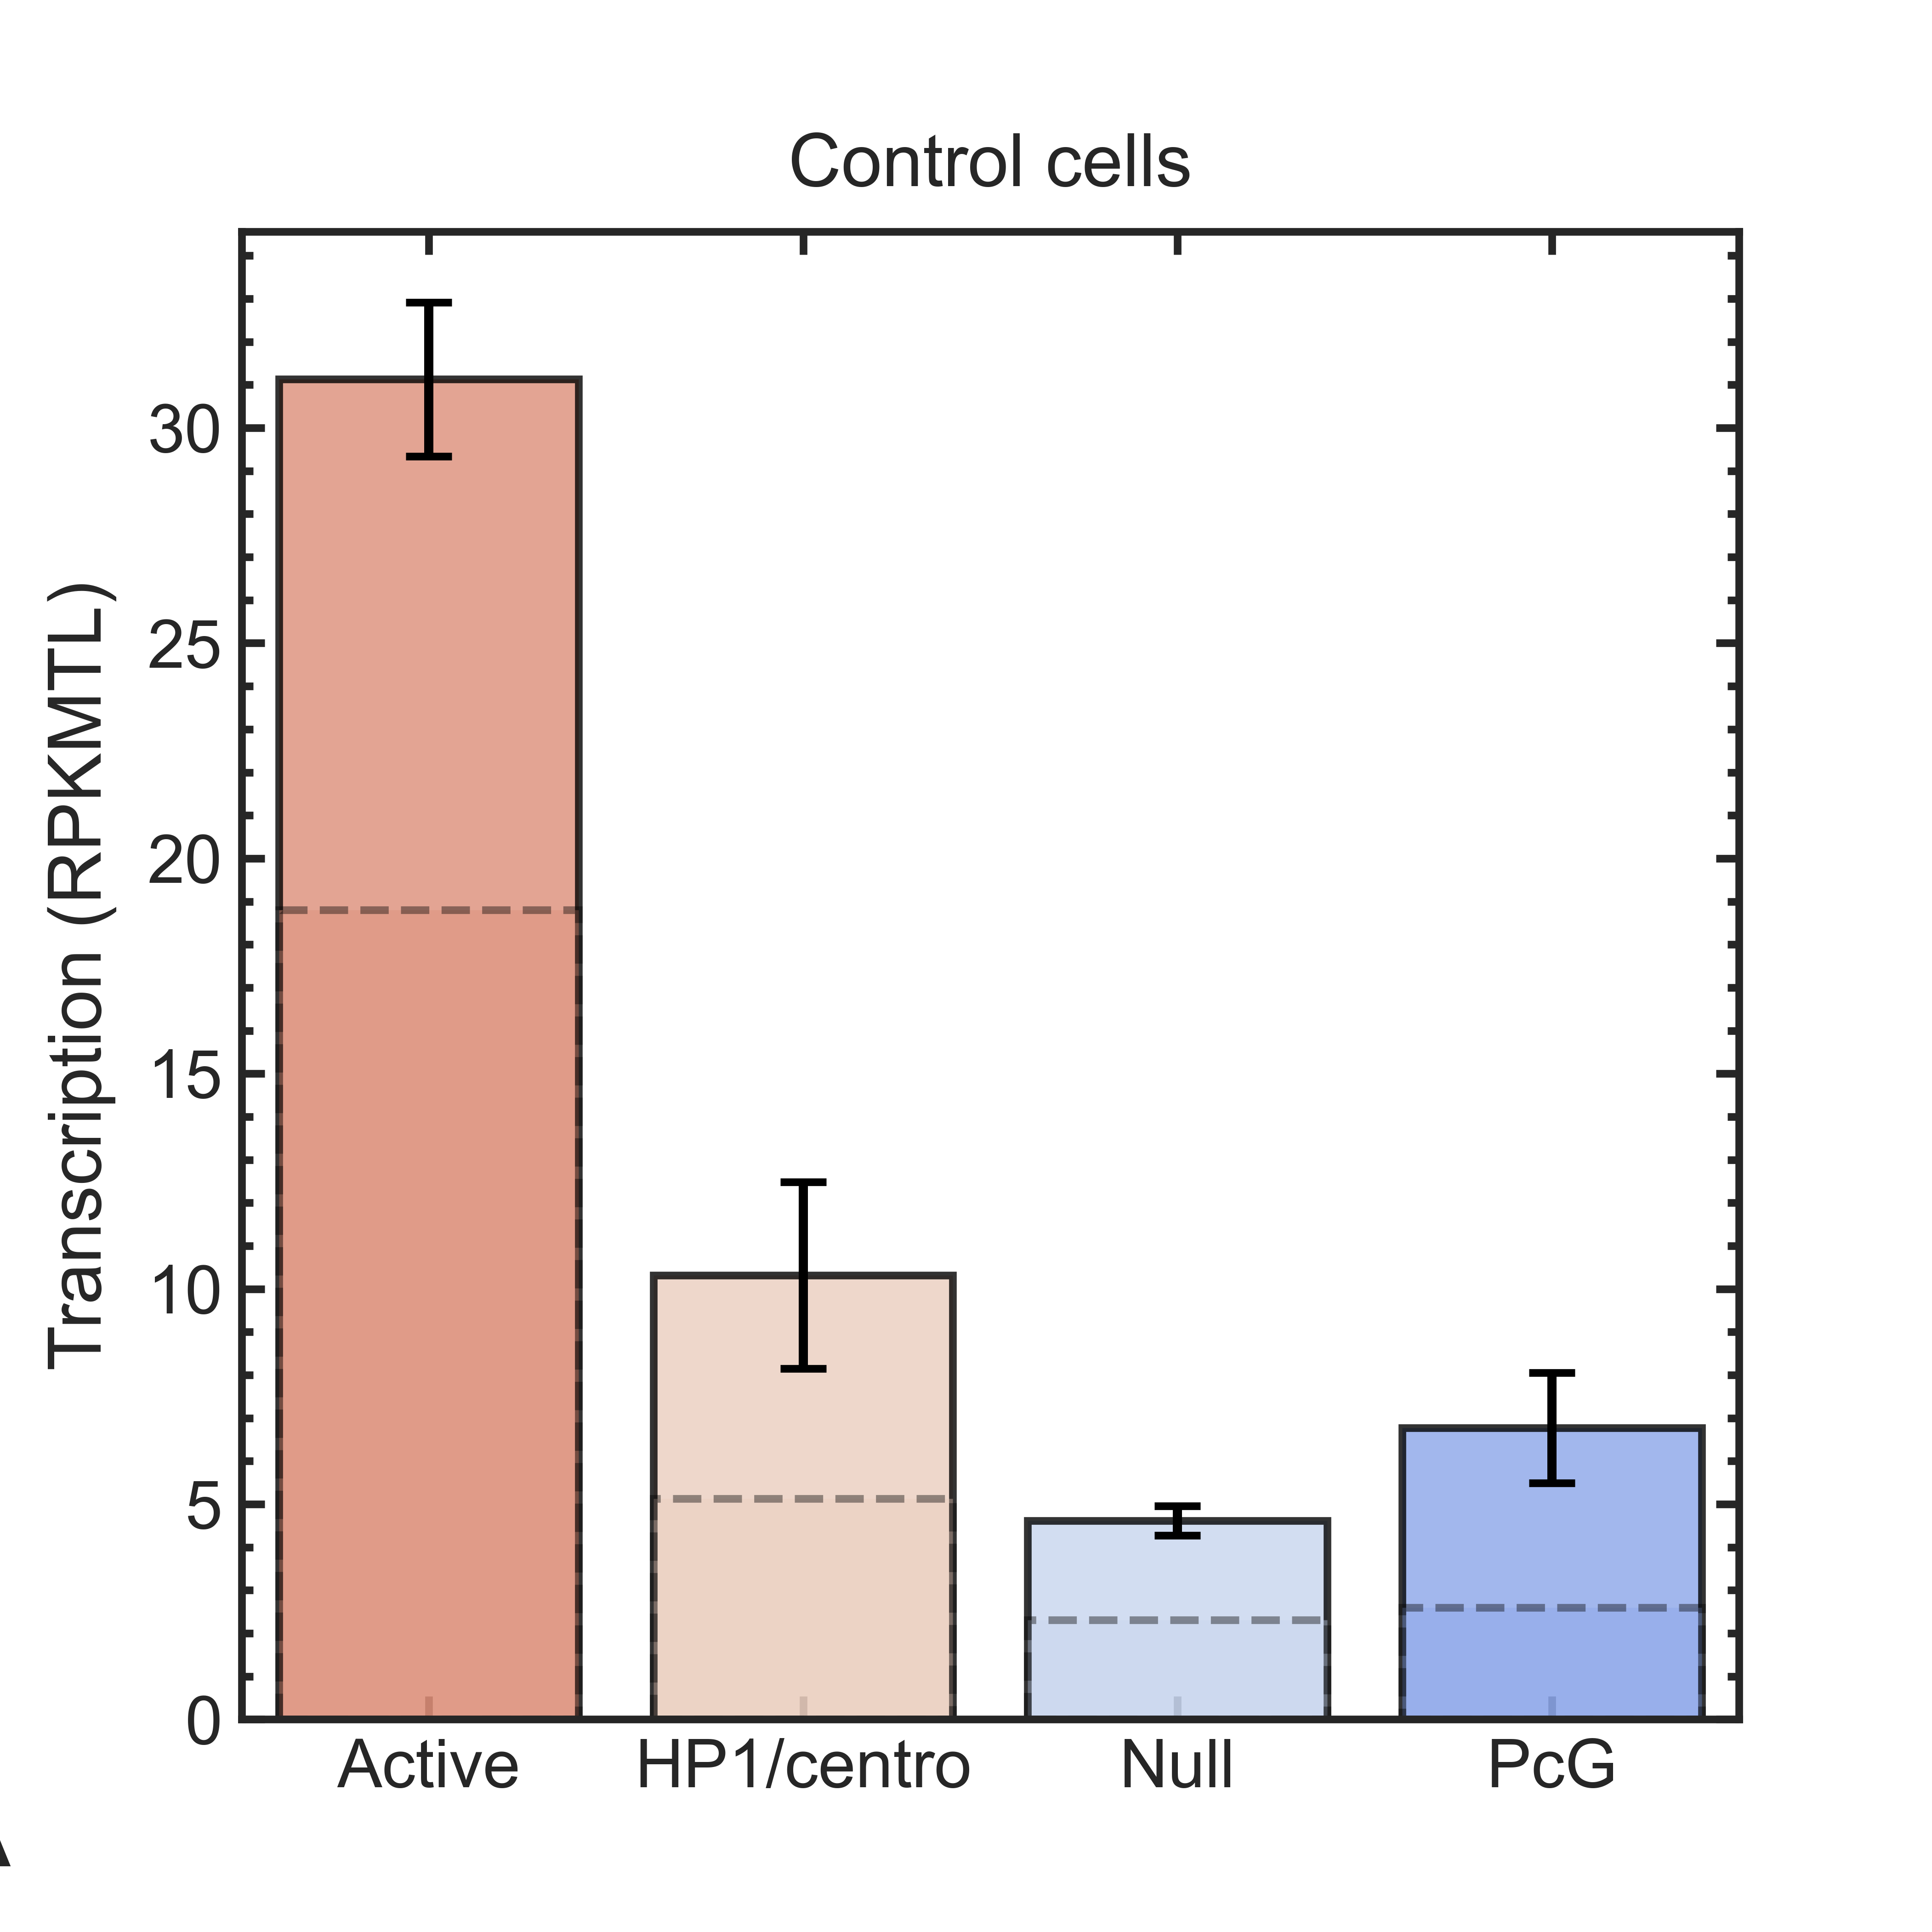 Control cells
Transcription (RPKMTL)
30
25
20
15
10
5
0
Active HP1/centro Null PcG